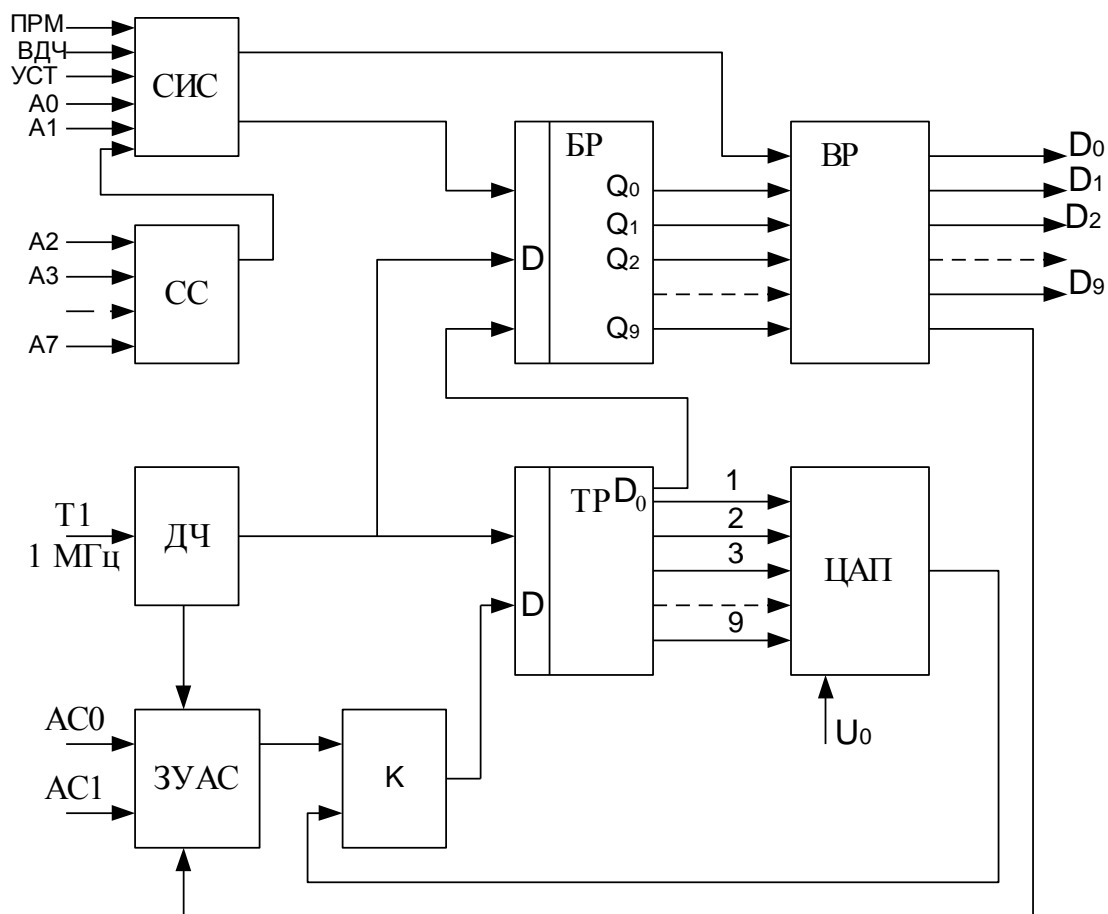 ПРМ
ВДЧ
УСТ
А0
А1
СИС
А2
А3
А7
СС
БР
D
Q0
Q1
Q2
Q9
ВР
D0
D1
D2
D9
Т1
1 МГц
ДЧ
D
ТР
D0
1
2
3
9
ЦАП
U0
АС0
АС1
ЗУАС
К